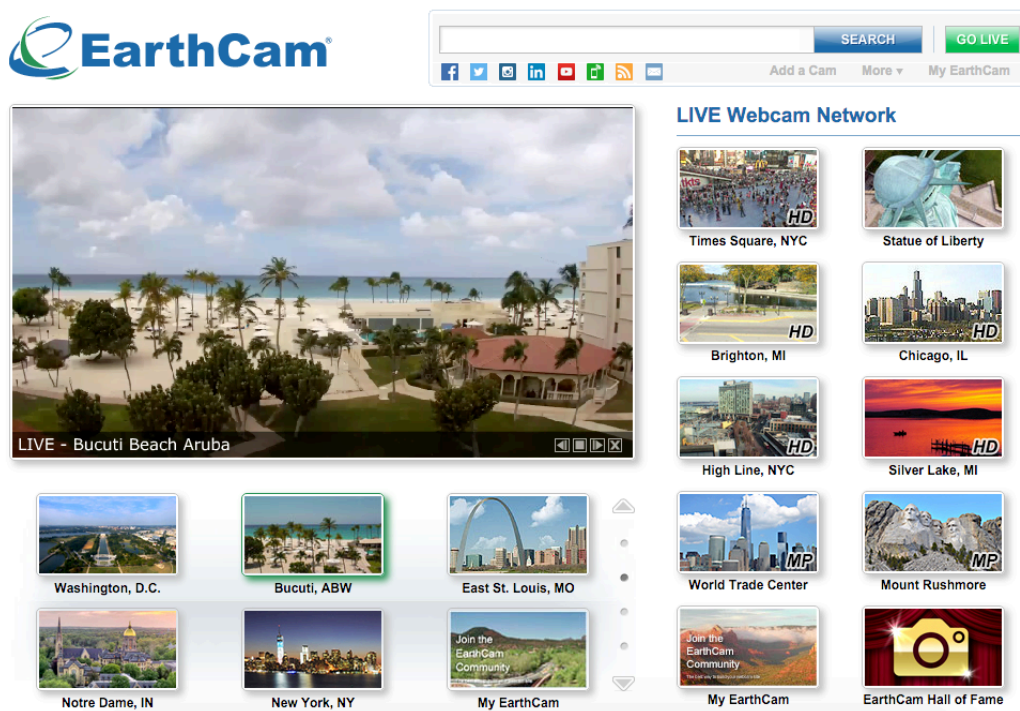 EarthCam®
SEARCH
GO LIVE
Add a Cam
More ▾
My EarthCam
LIVE Webcam Network
LIVE - Bucuti Beach Aruba
tkts
HD
Times Square, NYC
Statue of Liberty
HD
Brighton, MI
HD
Chicago, IL
HD
High Line, NYC
HD
Silver Lake, MI
Washington, D.C.
Bucuti, ABW
East St. Louis, MO
MP
World Trade Center
MP
Mount Rushmore
Notre Dame, IN
New York, NY
Join the
EarthCam
Community
My EarthCam
Join the
EarthCam
Community
My EarthCam
EarthCam Hall of Fame